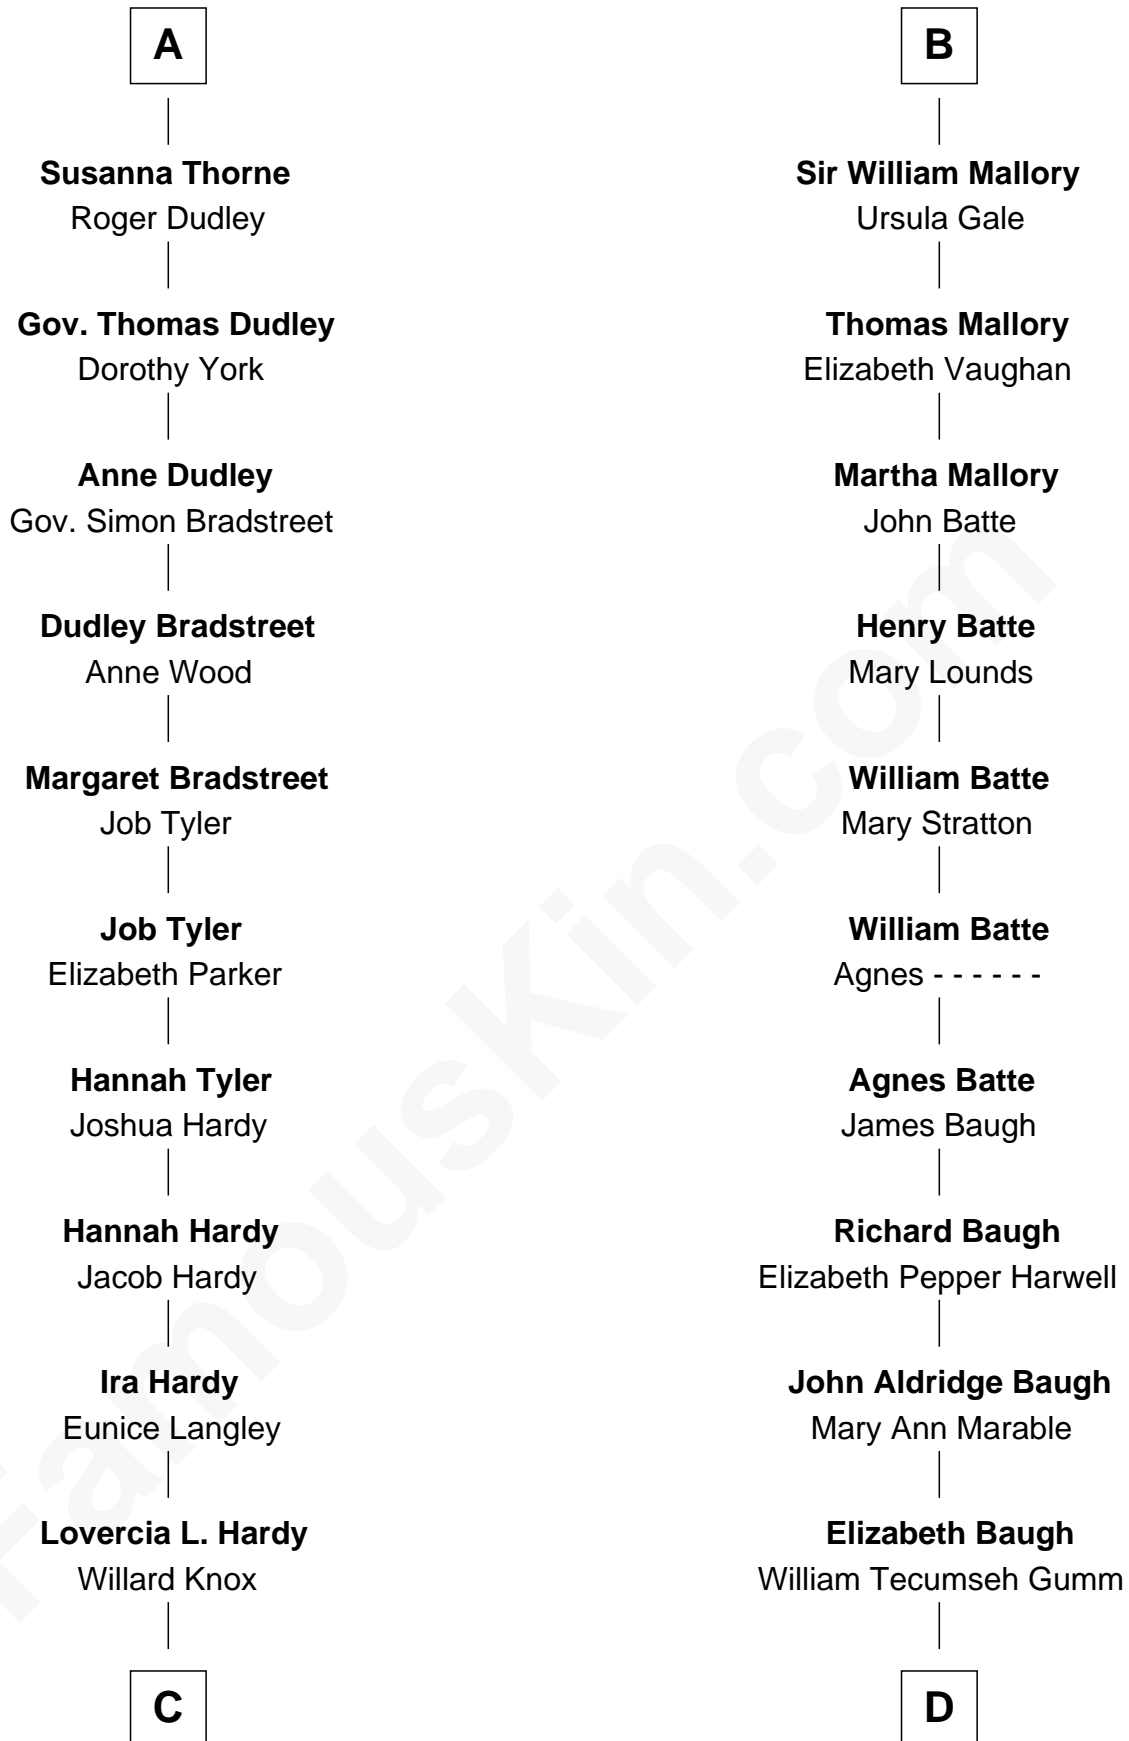 A
Susanna Thorne
Roger Dudley
Gov. Thomas Dudley
Dorothy York
Anne Dudley
Gov. Simon Bradstreet
Dudley Bradstreet
Anne Wood
Margaret Bradstreet
Job Tyler
Job Tyler
Elizabeth Parker
Hannah Tyler
Joshua Hardy
Hannah Hardy
Jacob Hardy
Ira Hardy
Eunice Langley
Lovercia L. Hardy
Willard Knox
C
B
Sir William Mallory
Ursula Gale
Thomas Mallory
Elizabeth Vaughan
Martha Mallory
John Batte
Henry Batte
Mary Lounds
William Batte
Mary Stratton
William Batte
Agnes - - - - - -
Agnes Batte
James Baugh
Richard Baugh
Elizabeth Pepper Harwell
John Aldridge Baugh
Mary Ann Marable
Elizabeth Baugh
William Tecumseh Gumm
D
FamousKin.com